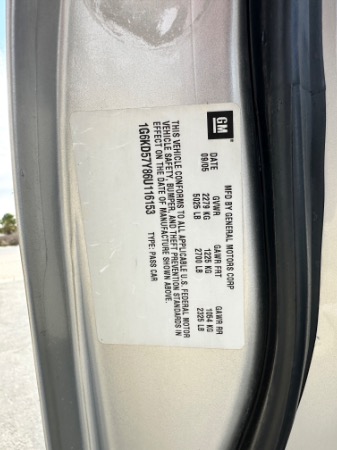 GM
MFD BY GENERAL MOTORS CORP
DATE GVWR GAWR FRT GAWR RR
09/05 2279 KG 1225 KG 1054 KG
5025 LB 2700 LB 2325 LB
THIS VEHICLE CONFORMS TO ALL APPLICABLE U.S. FEDERAL MOTOR
VEHICLE SAFETY, BUMPER, AND THEFT PREVENTION STANDARDS IN
EFFECT ON THE DATE OF MANUFACTURE SHOWN ABOVE.
1G6KD57Y86U116153 TYPE: PASS CAR